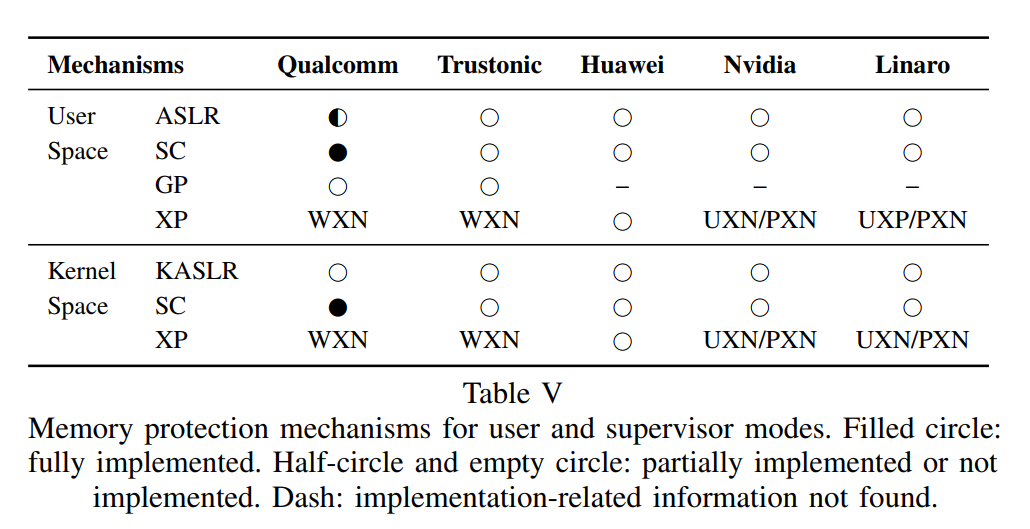 Mechanisms Qualcomm Trustonic Huawei Nvidia Linaro
User ASLR ◐ ○ ○ ○ ○
Space SC ● ○ ○ ○ ○
GP ○ ○ – – –
XP WXN WXN ○ UXN/PXN UXP/PXN
Kernel KASLR ○ ○ ○ ○ ○
Space SC ● ○ ○ ○ ○
XP WXN WXN ○ UXN/PXN UXN/PXN
Table V
Memory protection mechanisms for user and supervisor modes. Filled circle:
fully implemented. Half-circle and empty circle: partially implemented or not
implemented. Dash: implementation-related information not found.